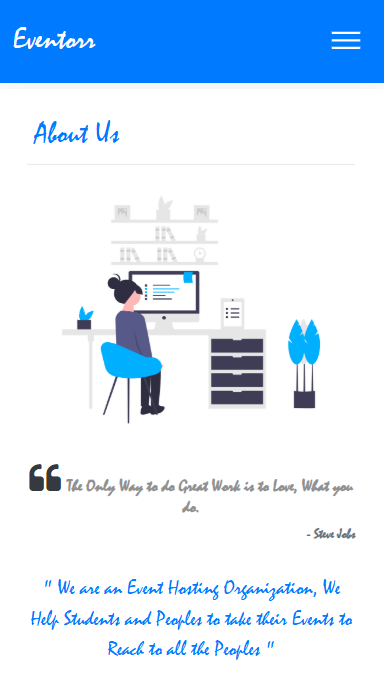 Eventorr
About Us
The Only Way to do Great Work is to Love, What you
do.
- Steve Jobs
" We are an Event Hosting Organization, We
Help Students and Peoples to take their Events to
Reach to all the Peoples "